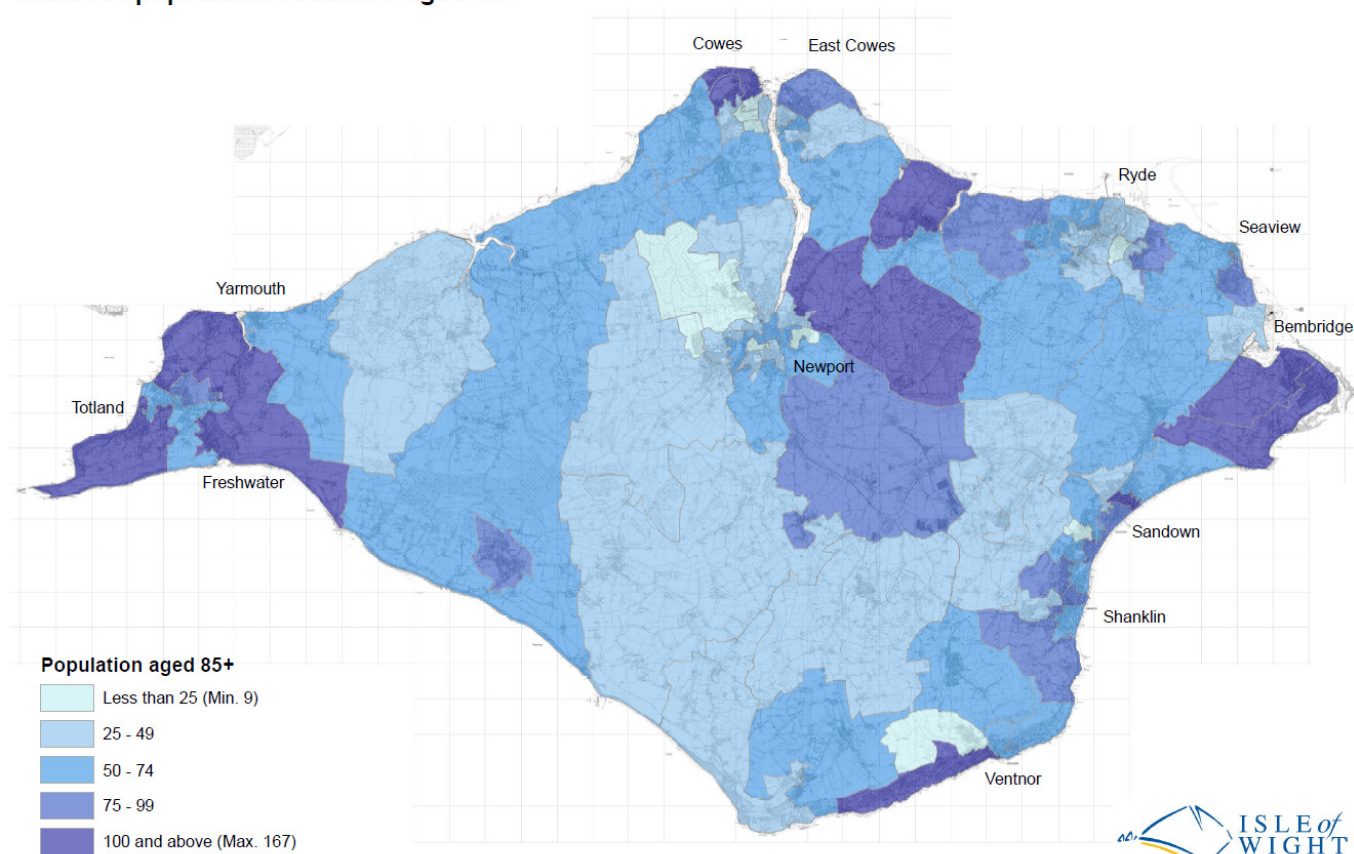 Cowes
East Cowes
Ryde
Seaview
Yarmouth
Bembridge
Newport
Totland
Freshwater
Sandown
Shanklin
Ventnor
Population aged 85+
Less than 25 (Min. 9)
25 - 49
50 - 74
75 - 99
100 and above (Max. 167)
ISLE of
WIGHT